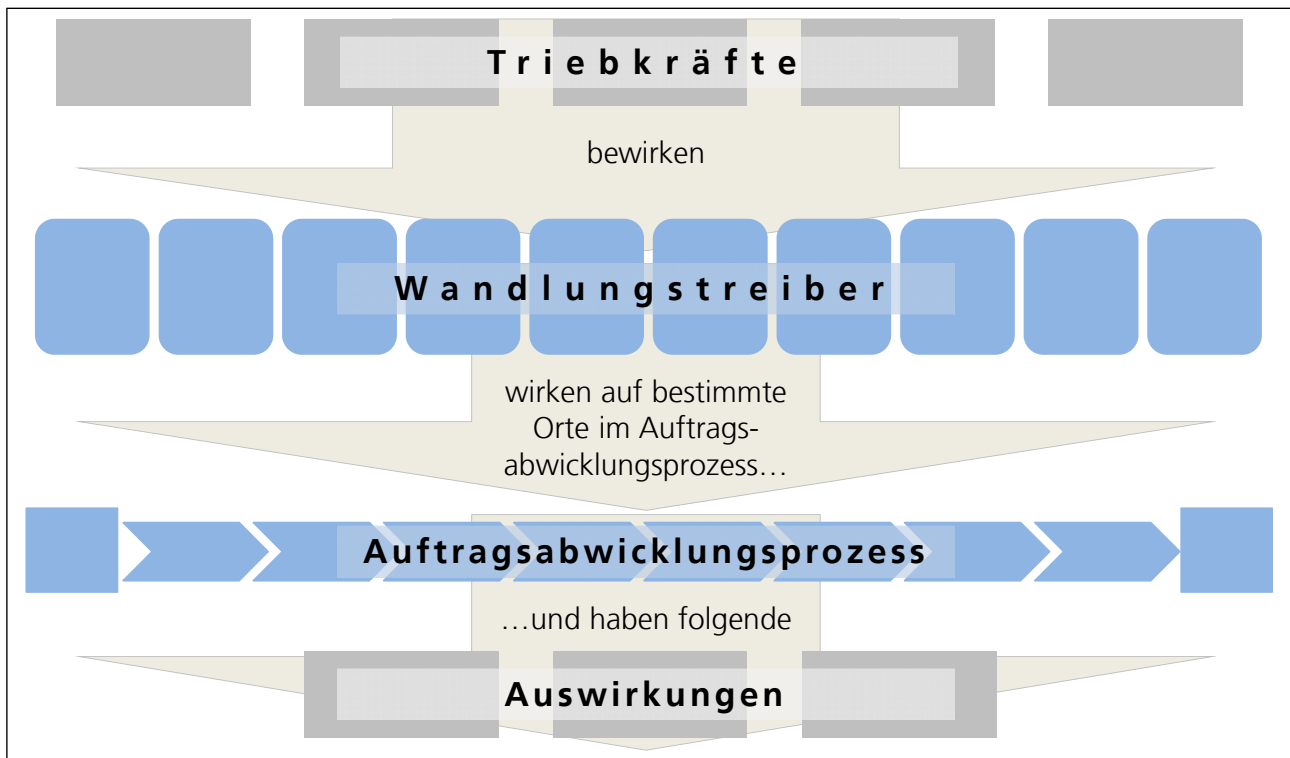 Triebkräfte
bewirken
Wandlungstreiber
wirken auf bestimmte
Orte im Auftrags-
abwicklungsprozess…
Auftragsabwicklungsprozess
…und haben folgende
Auswirkungen